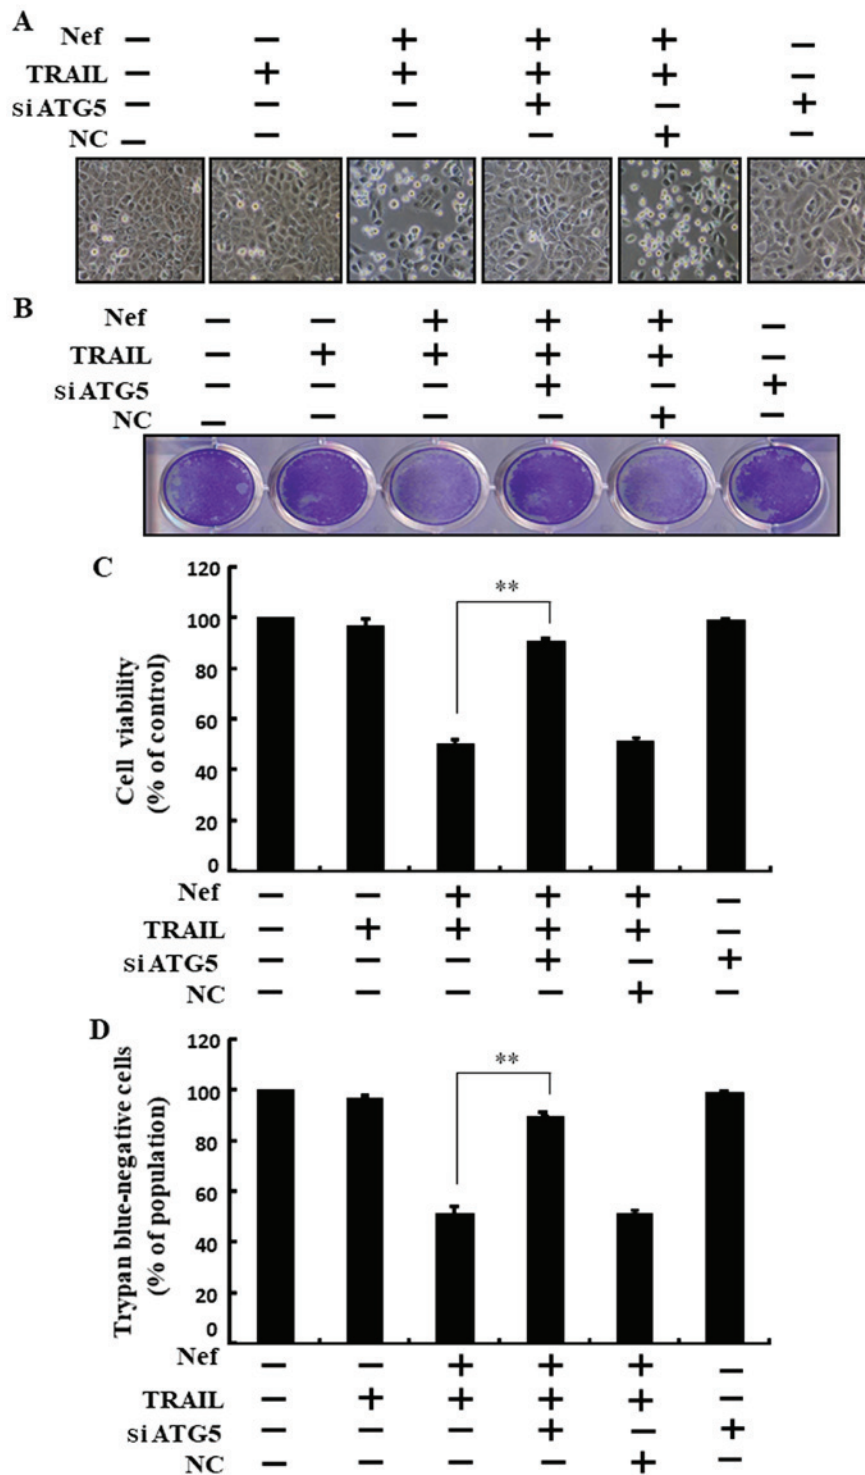 A
Nef — — + + + —
TRAIL — + + + + —
siATG5 — — — + — +
NC — — — — + —
B
Nef — — + + + —
TRAIL — + + + + —
siATG5 — — — + — +
NC — — — — + —
C
Cell viability
(% of control)
120
100
80
60
40
20
0
**
Nef — — + + + —
TRAIL — + + + + —
siATG5 — — — + — +
NC — — — — + —
D
Trypan blue-negative cells
(% of population)
120
100
80
60
40
20
0
**
Nef — — + + + —
TRAIL — + + + + —
siATG5 — — — + — +
NC — — — — + —